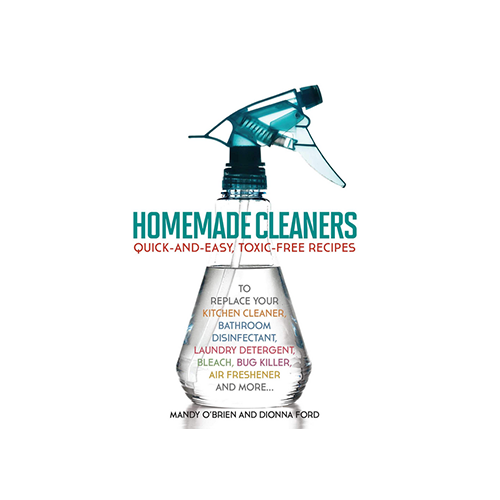 HOMEMADE CLEANERS
QUICK-AND-EASY, TOXIC-FREE RECIPES
TO
REPLACE YOUR
KITCHEN CLEANER,
BATHROOM
DISINFECTANT,
LAUNDRY DETERGENT,
BLEACH, BUG KILLER,
AIR FRESHENER
AND MORE...
MANDY O'BRIEN AND DIONNA FORD